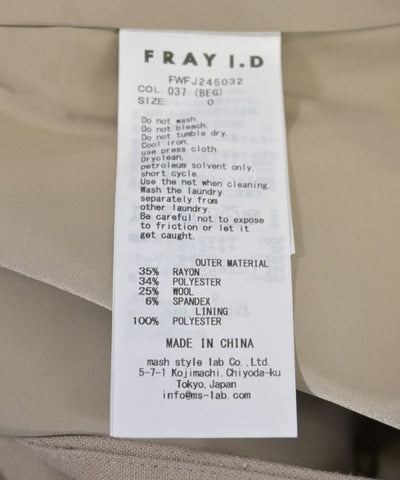 FRAY I.D
FWFJ245032
COL 037 (BEG)
SIZE 0
Do not wash.
Do not bleach.
Do not tumble dry.
Cool iron.
use press cloth.
Dryclean,
petroleum solvent only.
short cycle.
Use the net when cleaning
Wash the laundry
separately from
other laundry.
Be careful not to expose
to friction or let it
get caught.
OUTER MATERIAL
35% RAYON
34% POLYESTER
25% WOOL
6% SPANDEX
LINING
100% POLYESTER
MADE IN CHINA
mash style lab Co.,Ltd.
5-7-1 Kojimachi.Chiyoda-ku
Tokyo,Japan
info@ms-lab.com